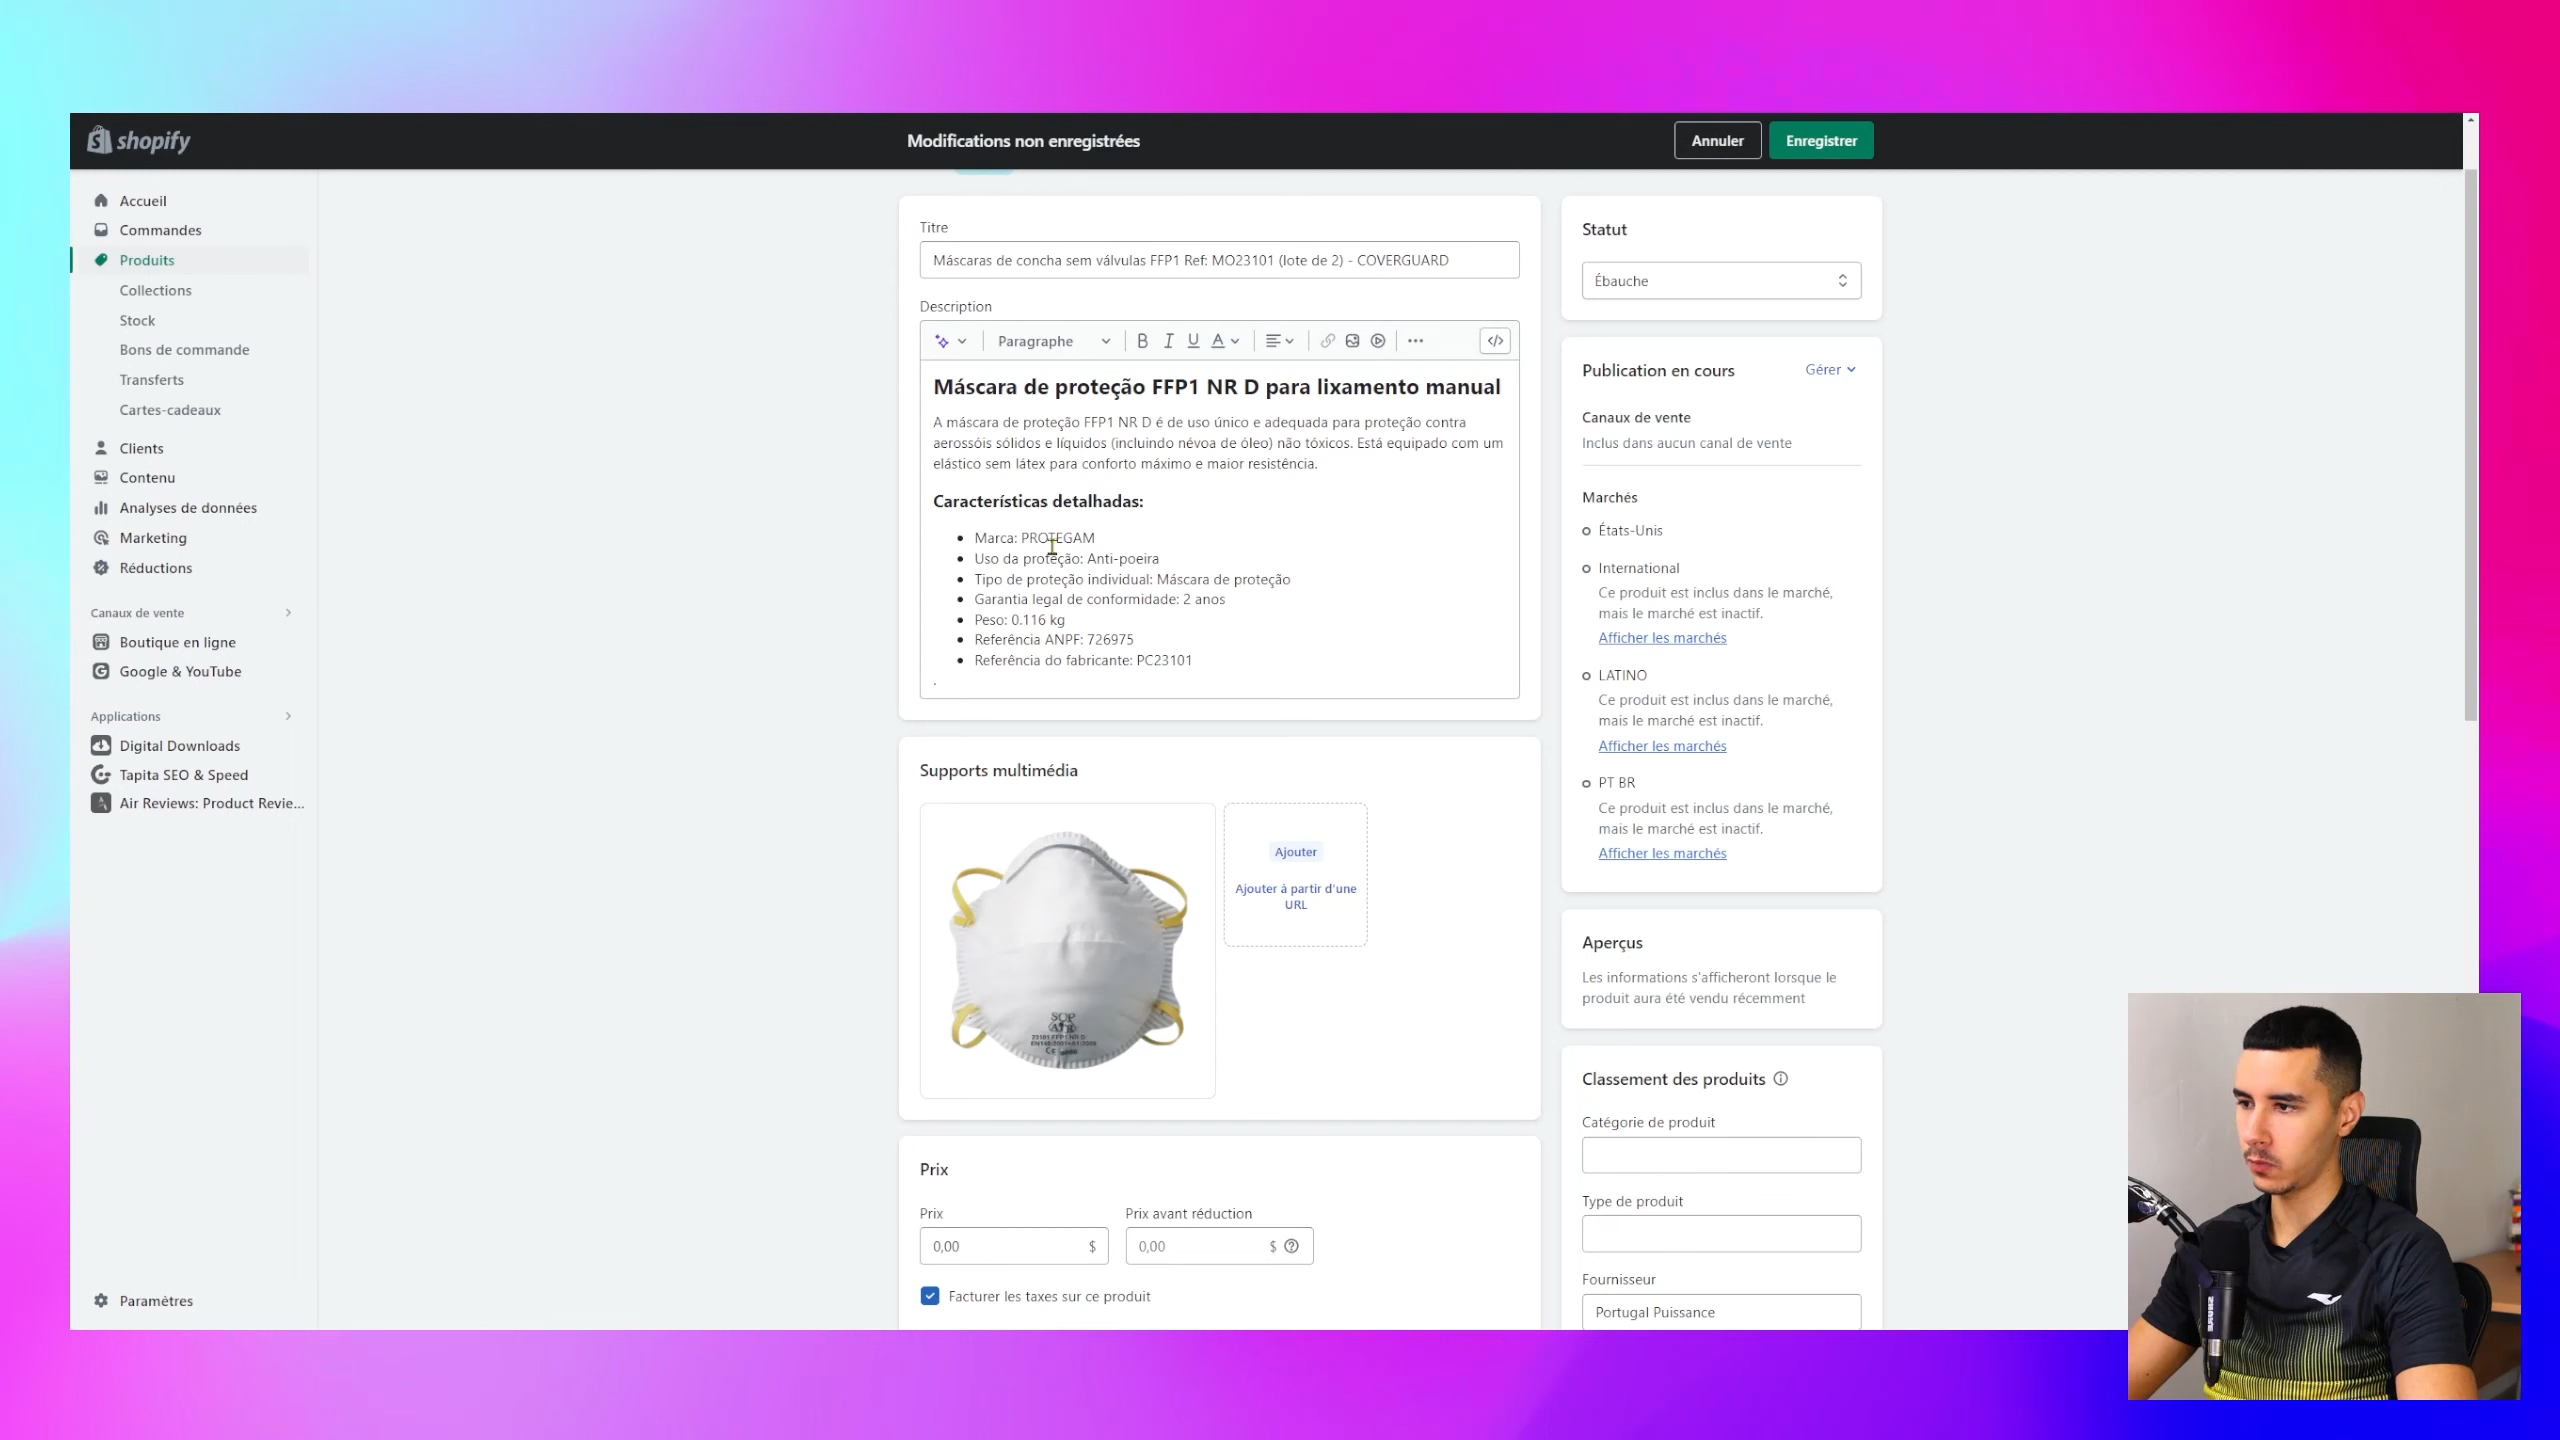 shopify
Modifications non enregistrées
Annuler
Enregistrer
Accueil
Commandes
Produits
Collections
Stock
Bons de commande
Transferts
Cartes-cadeaux
Clients
Contenu
Analyses de données
Marketing
Réductions
Canaux de vente
Boutique en ligne
Google & YouTube
Applications
Digital Downloads
Tapita SEO & Speed
Air Reviews: Product Revie...
Paramètres
Titre
Máscaras de concha sem válvulas FFP1 Ref: MO23101 (lote de 2) - COVERGUARD
Description
Paragraphe
Máscara de proteção FFP1 NR D para lixamento manual
A máscara de proteção FFP1 NR D é de uso único e adequada para proteção contra
aerossóis sólidos e líquidos (incluindo névoa de óleo) não tóxicos. Está equipado com um
elástico sem látex para conforto máximo e maior resistência.
Características detalhadas:
Marca: PROTEGAM
Uso da proteção: Anti-poeira
Tipo de proteção individual: Máscara de proteção
Garantia legal de conformidade: 2 anos
Peso: 0.116 kg
Referência ANPF: 726975
Referência do fabricante: PC23101
.
Supports multimédia
SUP
AIR
23101 FFP1 NR D
Ajouter
Ajouter à partir d'une
URL
Prix
Prix
Prix avant réduction
0,00 $
0,00 $
Facturer les taxes sur ce produit
Statut
Ébauche
Publication en cours
Gérer
Canaux de vente
Inclus dans aucun canal de vente
Marchés
États-Unis
International
Ce produit est inclus dans le marché,
mais le marché est inactif.
Afficher les marchés
LATINO
Ce produit est inclus dans le marché,
mais le marché est inactif.
Afficher les marchés
PT BR
Ce produit est inclus dans le marché,
mais le marché est inactif.
Afficher les marchés
Aperçus
Les informations s'afficheront lorsque le
produit aura été vendu récemment
Classement des produits
Catégorie de produit
Type de produit
Fournisseur
Portugal Puissance